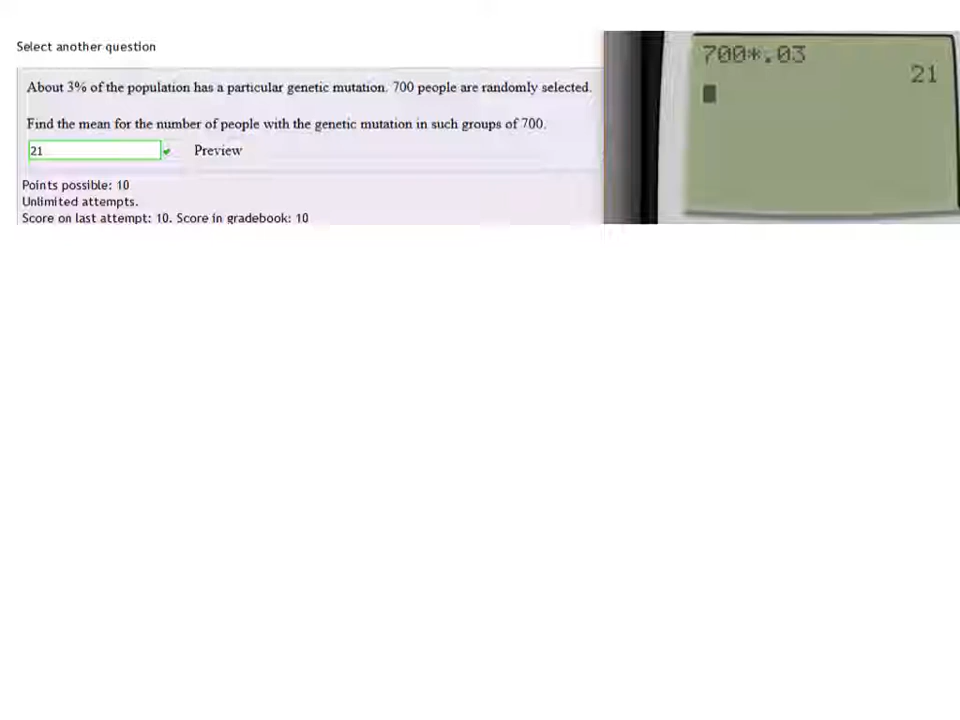 Select another question
About 3% of the population has a particular genetic mutation. 700 people are randomly selected.
Find the mean for the number of people with the genetic mutation in such groups of 700.
21
Preview
Points possible: 10
Unlimited attempts.
Score on last attempt: 10. Score in gradebook: 10
700*.03
21